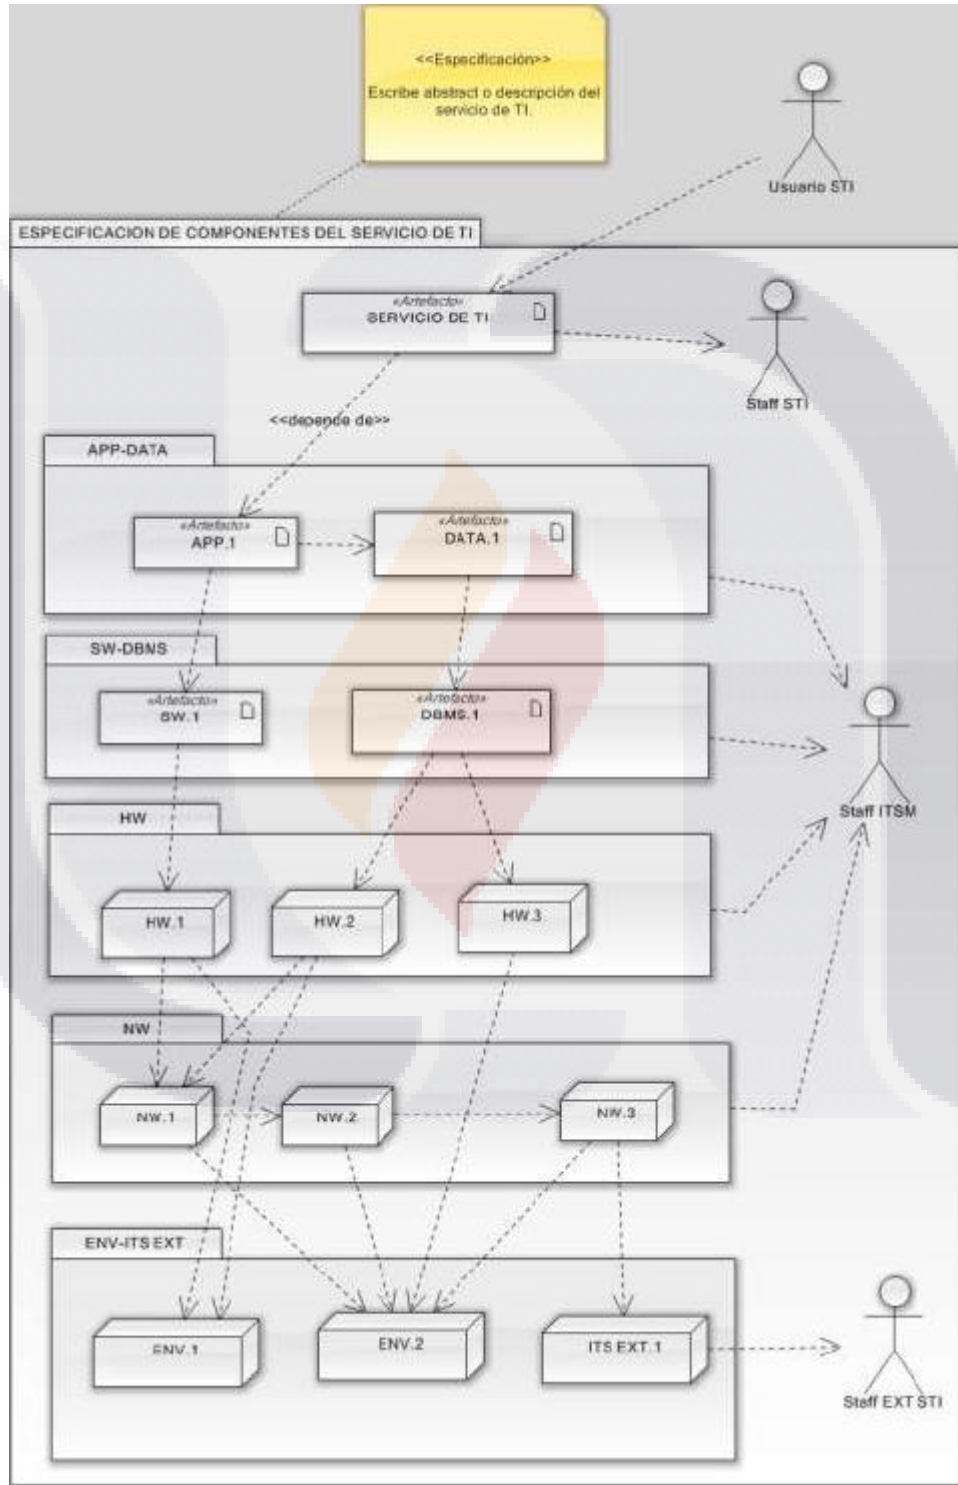 <<Especificación>>
Escribe abstract o descripción del
servicio de TI.
Usuario STI
ESPECIFICACION DE COMPONENTES DEL SERVICIO DE TI
«Artefacto»
SERVICIO DE TI
Staff STI
<<depende de>>
APP-DATA
«Artefacto»
APP.1
«Artefacto»
DATA.1
SW-DBMS
«Artefacto»
SW.1
«Artefacto»
DBMS.1
Staff ITSM
HW
HW.1
HW.2
HW.3
NW
NW.1
NW.2
NW.3
ENV-ITS EXT
ENV.1
ENV.2
ITS EXT.1
Staff EXT STI